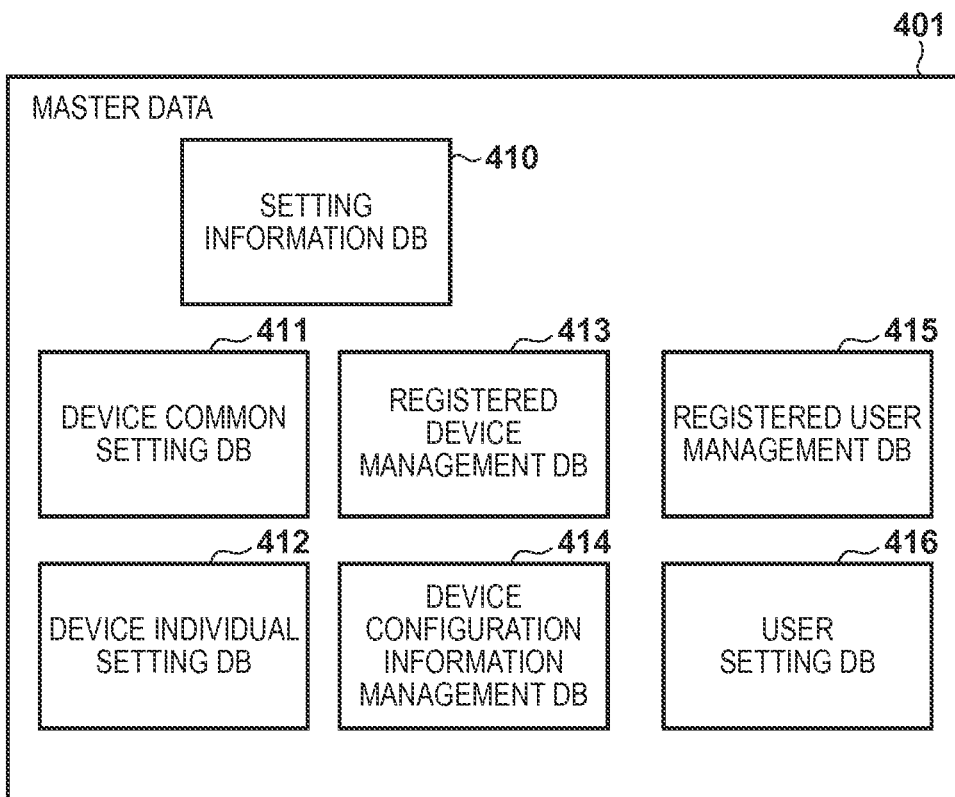 401
MASTER DATA
410
SETTING
INFORMATION DB
411
413
415
DEVICE COMMON
SETTING DB
REGISTERED
DEVICE
MANAGEMENT DB
REGISTERED USER
MANAGEMENT DB
412
414
416
DEVICE INDIVIDUAL
SETTING DB
DEVICE
CONFIGURATION
INFORMATION
MANAGEMENT DB
USER
SETTING DB